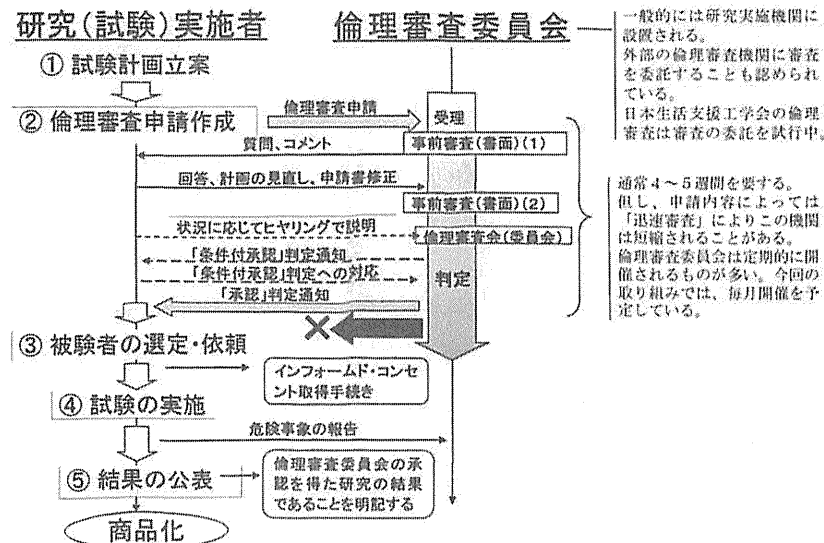 研究(試験)実施者
倫理審査委員会
一般的には研究実施機関に
設置される。
外部の倫理審査機関に審査
を委託することも認められ
ている。
日本生活支援工学会の倫理
審査は審査の委託を試行中。
① 試験計画立案
② 倫理審査申請作成
倫理審査申請
受理
質問、コメント
事前審査(書面)(1)
回答、計画の見直し、申請書修正
事前審査(書面)(2)
状況に応じてヒヤリングで説明
倫理審査会(委員会)
「条件付承認」判定通知
「条件付承認」判定への対応
判定
「承認」判定通知
通常4~5週間を要する。
但し、申請内容によっては
「迅速審査」によりこの機関
は短縮されることがある。
倫理審査委員会は定期的に開
催されるものが多い。今回の
取り組みでは、毎月開催を予
定している。
③ 被験者の選定・依頼
インフォームド・コンセ
ント取得手続き
④ 試験の実施
危険事象の報告
⑤ 結果の公表
倫理審査委員会の承
認を得た研究の結果
であることを明記する
商品化